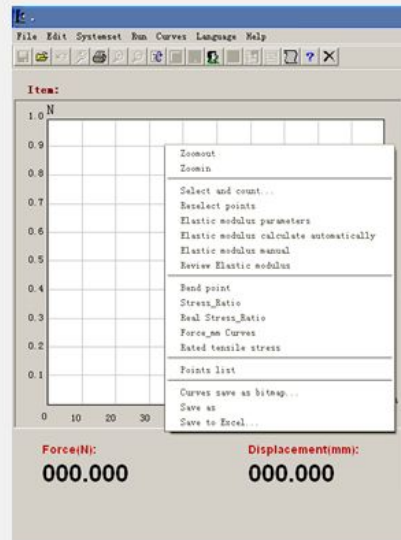 File Edit Systemset Run Curves Language Help
Item:
N
1.0
0.9
0.8
0.7
0.6
0.5
0.4
0.3
0.2
0.1
0 10 20 30
Zoomout
Zoomin
Select and count...
Reselect points
Elastic modulus parameters
Elastic modulus calculate automatically
Elastic modulus manual
Review Elastic modulus
Bend point
Stress_Ratio
Real Stress_Ratio
Force_mm Curves
Rated tensile stress
Points list
Curves save as bitmap...
Save as
Save to Excel...
Force(N): Displacement(mm):
000.000 000.000